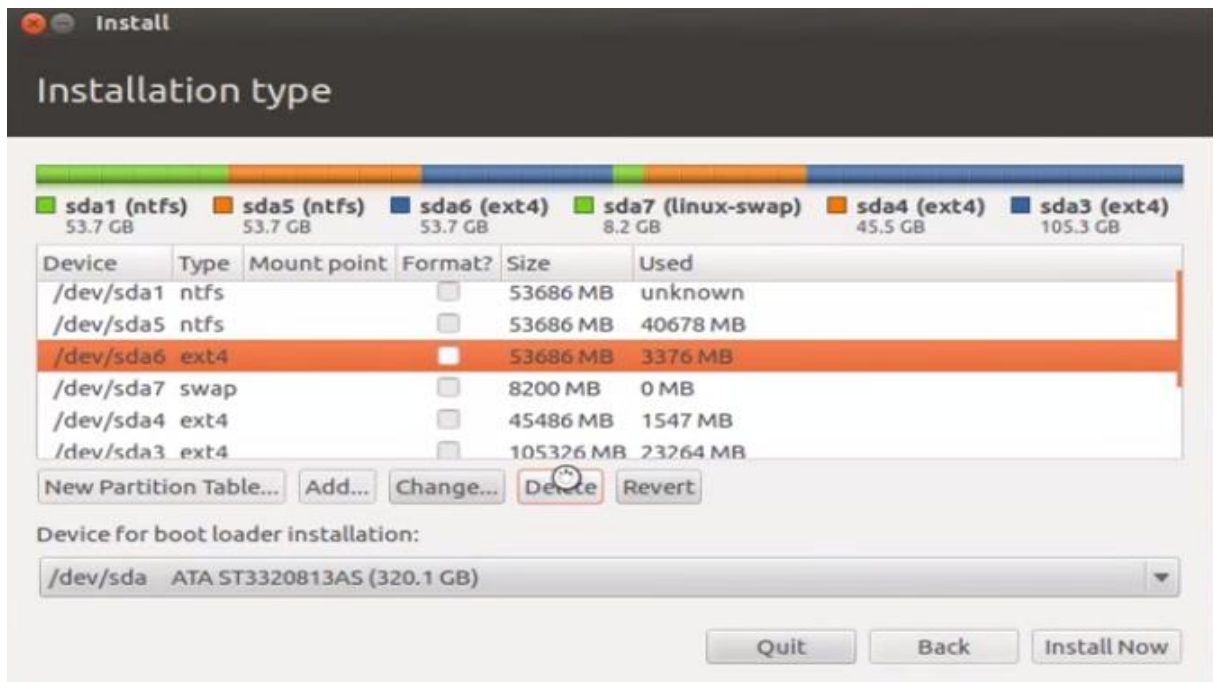 Install
Installation type
sda1 (ntfs) sda5 (ntfs) sda6 (ext4) sda7 (linux-swap) sda4 (ext4) sda3 (ext4)
53.7 GB 53.7 GB 53.7 GB 8.2 GB 45.5 GB 105.3 GB
Device Type Mount point Format? Size Used
/dev/sda1 ntfs 53686 MB unknown
/dev/sda5 ntfs 53686 MB 40678 MB
/dev/sda6 ext4 53686 MB 3376 MB
/dev/sda7 swap 8200 MB 0 MB
/dev/sda4 ext4 45486 MB 1547 MB
/dev/sda3 ext4 105326 MB 23264 MB
New Partition Table... Add... Change... Delete Revert
Device for boot loader installation:
/dev/sda ATA ST3320813AS (320.1 GB)
Quit Back Install Now